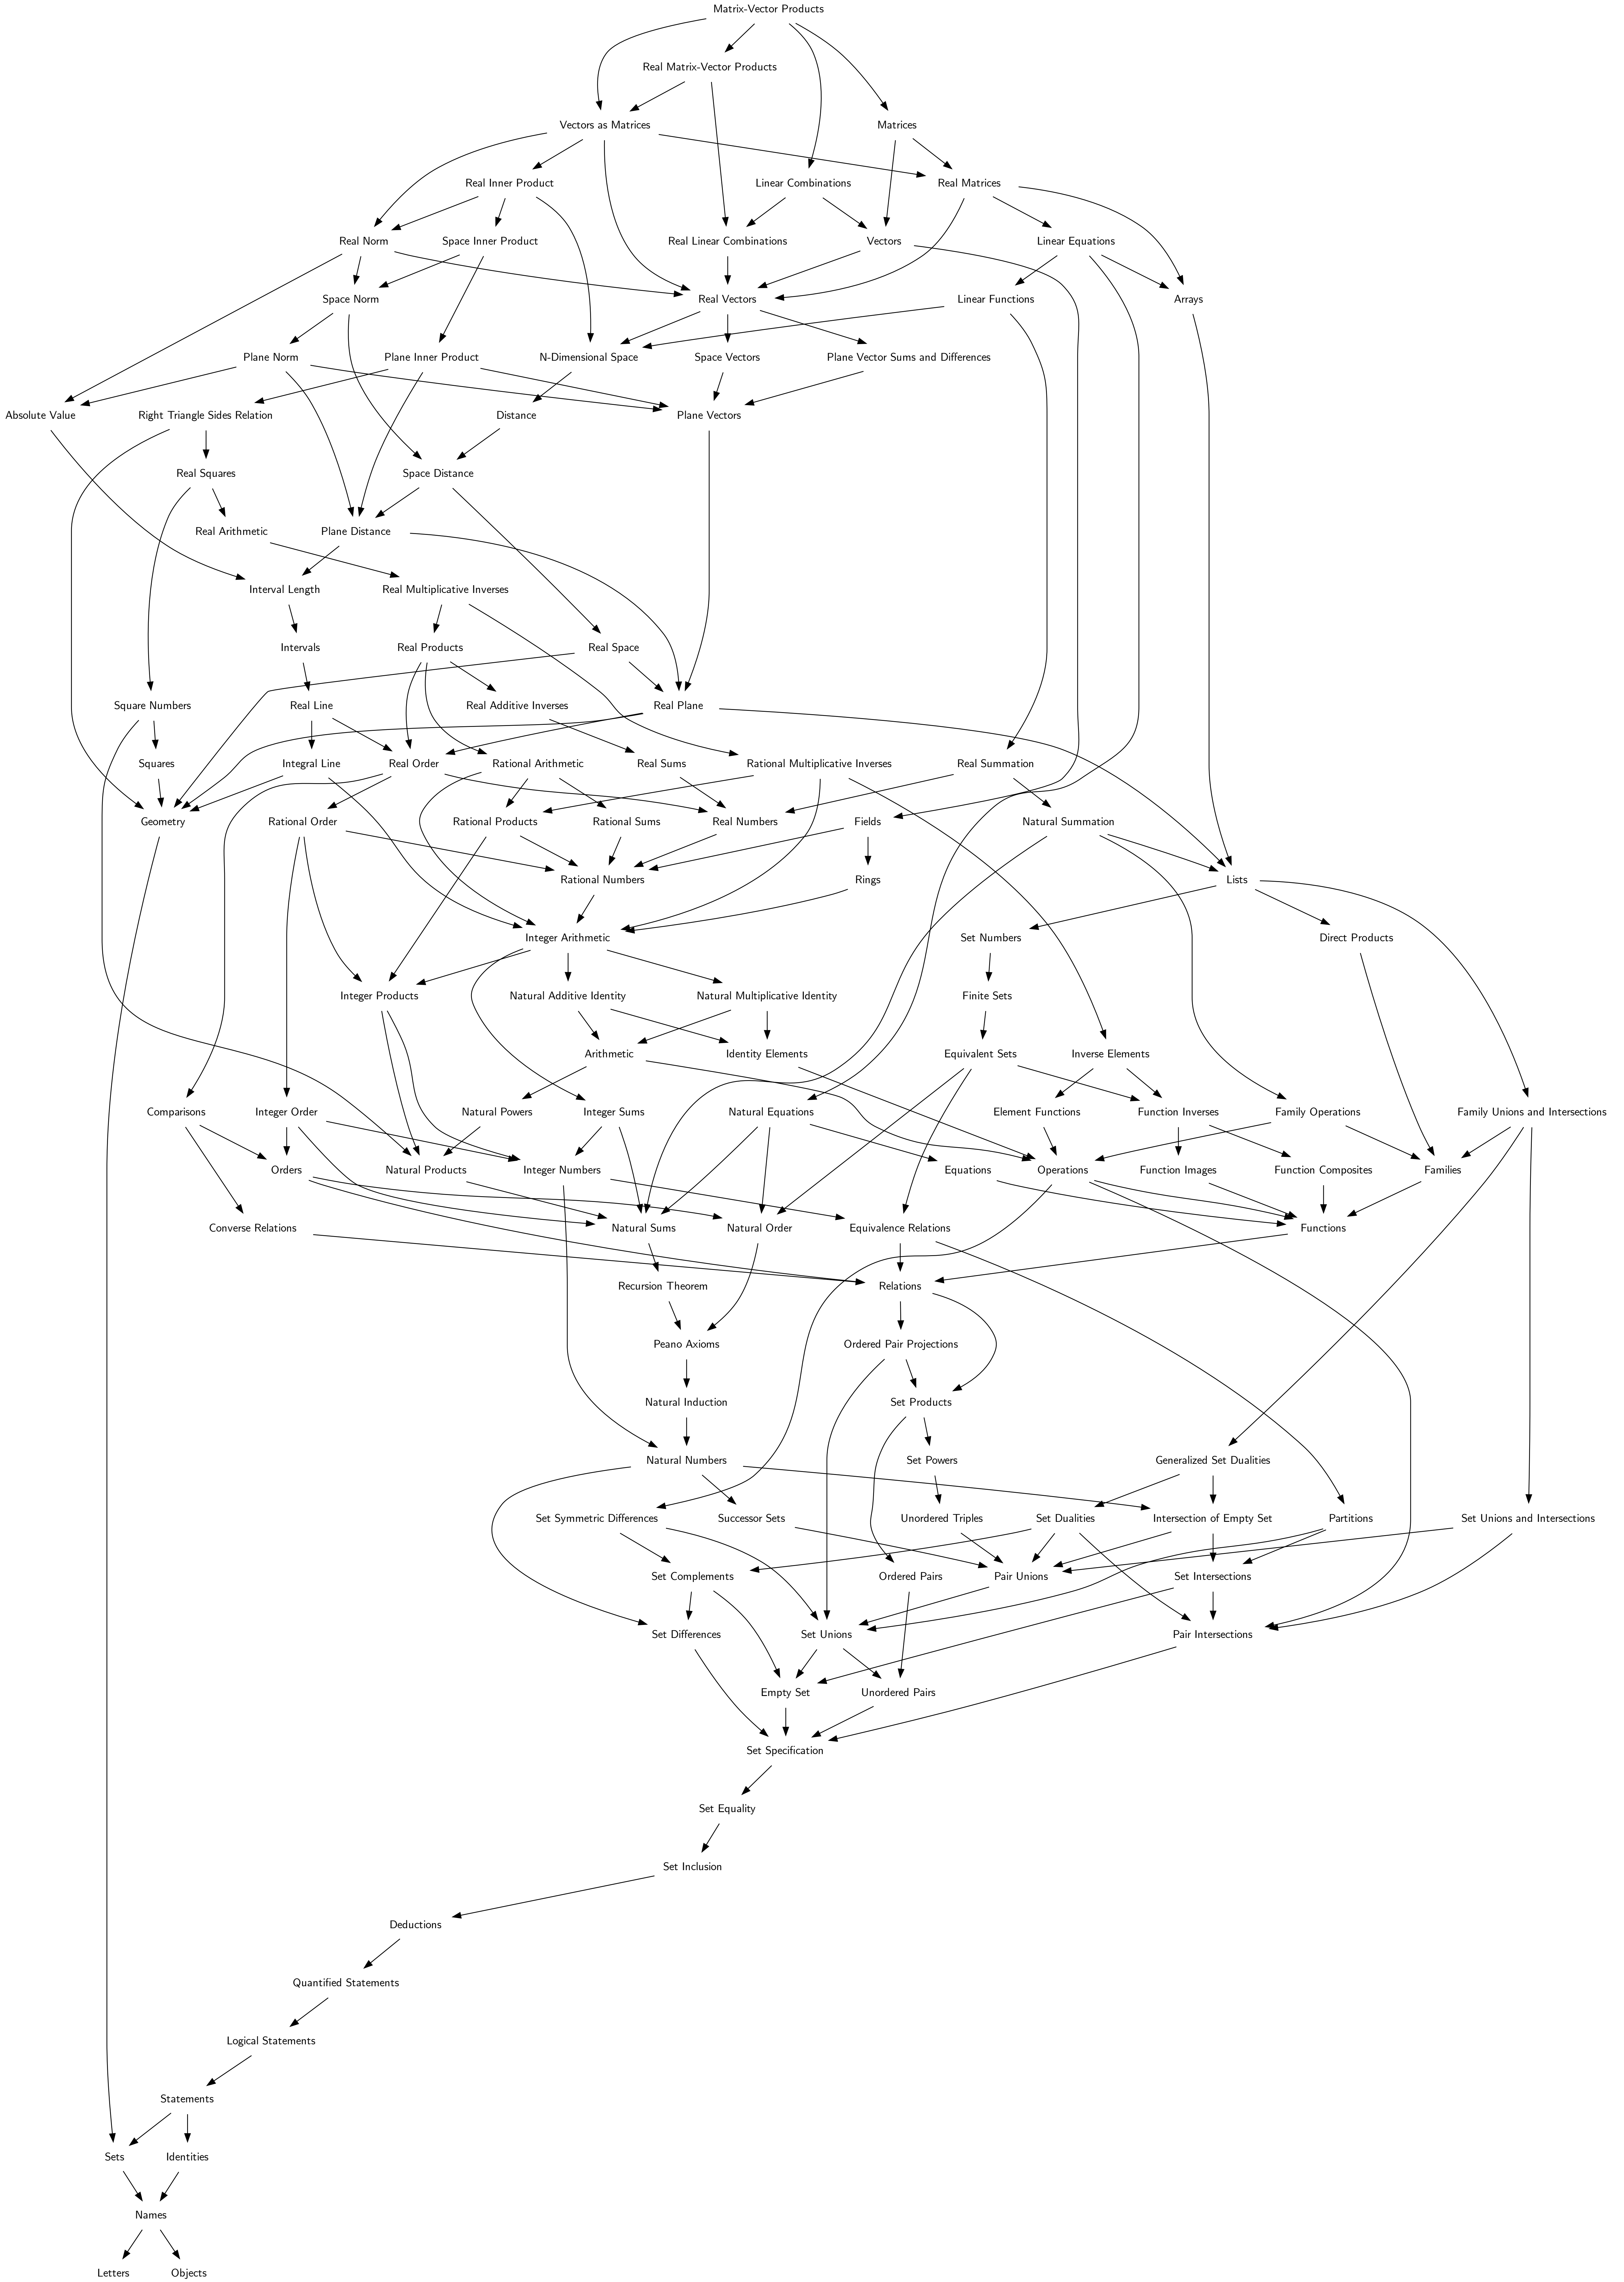 Matrix-Vector Products
Real Matrix-Vector Products
Vectors as Matrices
Matrices
Real Inner Product
Linear Combinations
Real Matrices
Real Norm
Space Inner Product
Real Linear Combinations
Vectors
Linear Equations
Space Norm
Real Vectors
Linear Functions
Arrays
Plane Norm
Plane Inner Product
N-Dimensional Space
Space Vectors
Plane Vector Sums and Differences
Absolute Value
Right Triangle Sides Relation
Distance
Plane Vectors
Real Squares
Space Distance
Real Arithmetic
Plane Distance
Interval Length
Real Multiplicative Inverses
Intervals
Real Products
Real Space
Square Numbers
Real Line
Real Additive Inverses
Real Plane
Squares
Integral Line
Real Order
Rational Arithmetic
Real Sums
Rational Multiplicative Inverses
Real Summation
Geometry
Rational Order
Rational Products
Rational Sums
Real Numbers
Fields
Natural Summation
Rational Numbers
Rings
Lists
Integer Arithmetic
Set Numbers
Direct Products
Integer Products
Natural Additive Identity
Natural Multiplicative Identity
Finite Sets
Arithmetic
Identity Elements
Equivalent Sets
Inverse Elements
Comparisons
Integer Order
Natural Powers
Integer Sums
Natural Equations
Element Functions
Function Inverses
Family Operations
Family Unions and Intersections
Orders
Natural Products
Integer Numbers
Equations
Operations
Function Images
Function Composites
Families
Converse Relations
Natural Sums
Natural Order
Equivalence Relations
Functions
Recursion Theorem
Relations
Peano Axioms
Ordered Pair Projections
Natural Induction
Set Products
Natural Numbers
Set Powers
Generalized Set Dualities
Set Symmetric Differences
Successor Sets
Unordered Triples
Set Dualities
Intersection of Empty Set
Partitions
Set Unions and Intersections
Set Complements
Ordered Pairs
Pair Unions
Set Intersections
Set Differences
Set Unions
Pair Intersections
Empty Set
Unordered Pairs
Set Specification
Set Equality
Set Inclusion
Deductions
Quantified Statements
Logical Statements
Statements
Sets
Identities
Names
Letters
Objects